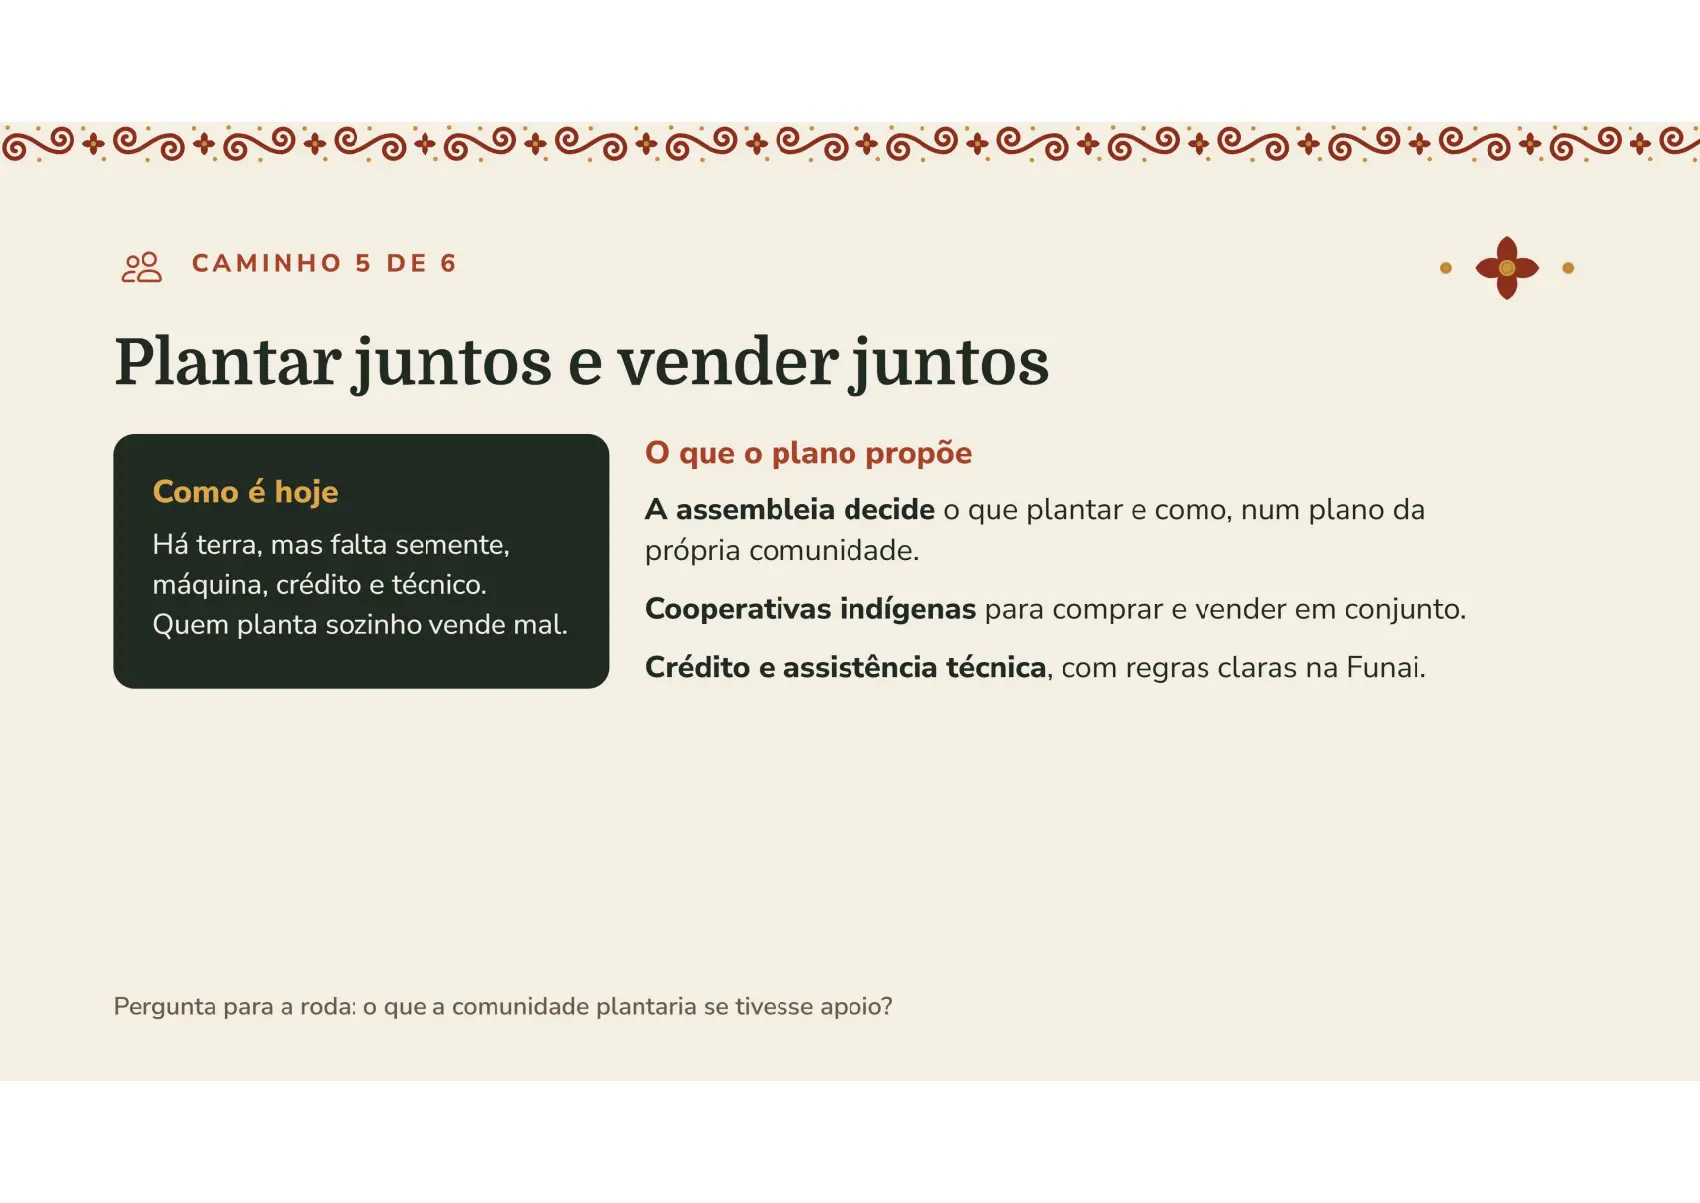 CAMINHO 5 DE 6
Plantar juntos e vender juntos
Como é hoje
Há terra, mas falta semente,
máquina, crédito e técnico.
Quem planta sozinho vende mal.
O que o plano propõe
A assembleia decide o que plantar e como, num plano da
própria comunidade.
Cooperativas indígenas para comprar e vender em conjunto.
Crédito e assistência técnica, com regras claras na Funai.
Pergunta para a roda: o que a comunidade plantaria se tivesse apoio?